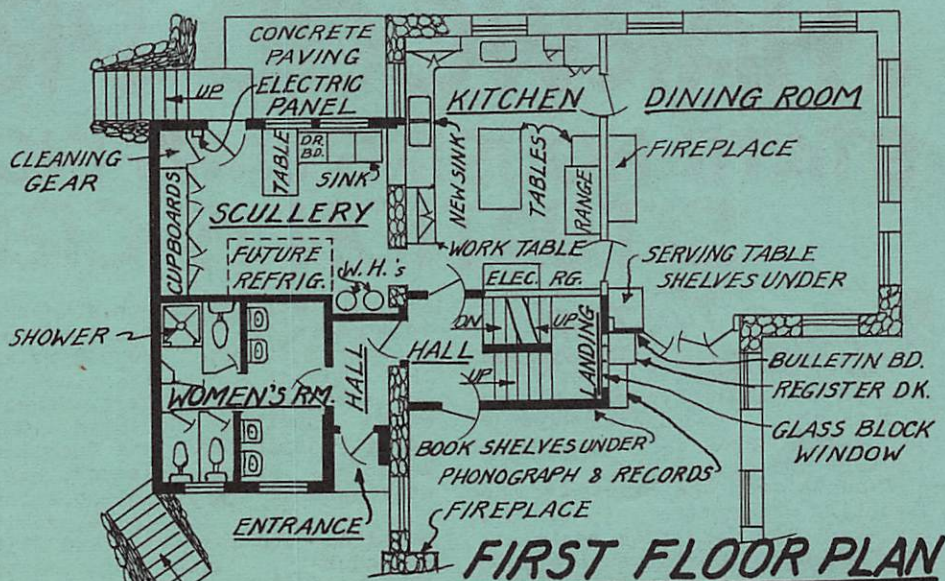 CONCRETE
PAVING
UP
ELECTRIC
PANEL
KITCHEN
DINING ROOM
CLEANING
GEAR
TABLE
DR.
BD.
SINK
NEW SINK
TABLES
RANGE
FIREPLACE
CUPBOARDS
SCULLERY
WORK TABLE
SERVING TABLE
SHELVES UNDER
FUTURE
REFRIG.
W. H.'s
ELEC. RG.
SHOWER
DN
UP
LANDING
HALL
HALL
UP
WOMEN'S RM.
BULLETIN BD.
REGISTER DK.
GLASS BLOCK
WINDOW
BOOK SHELVES UNDER
PHONOGRAPH & RECORDS
ENTRANCE
FIREPLACE
FIRST FLOOR PLAN